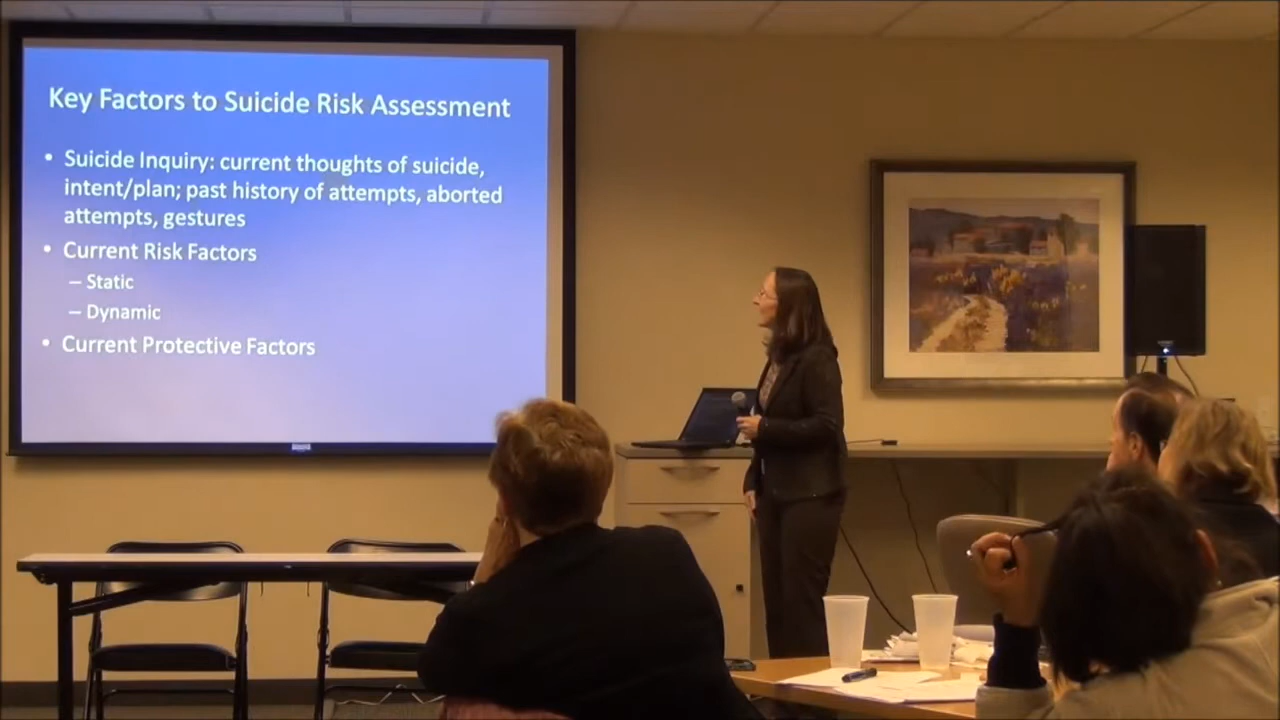 Key Factors to Suicide Risk Assessment
• Suicide Inquiry: current thoughts of suicide,
intent/plan; past history of attempts, aborted
attempts, gestures
• Current Risk Factors
– Static
– Dynamic
• Current Protective Factors